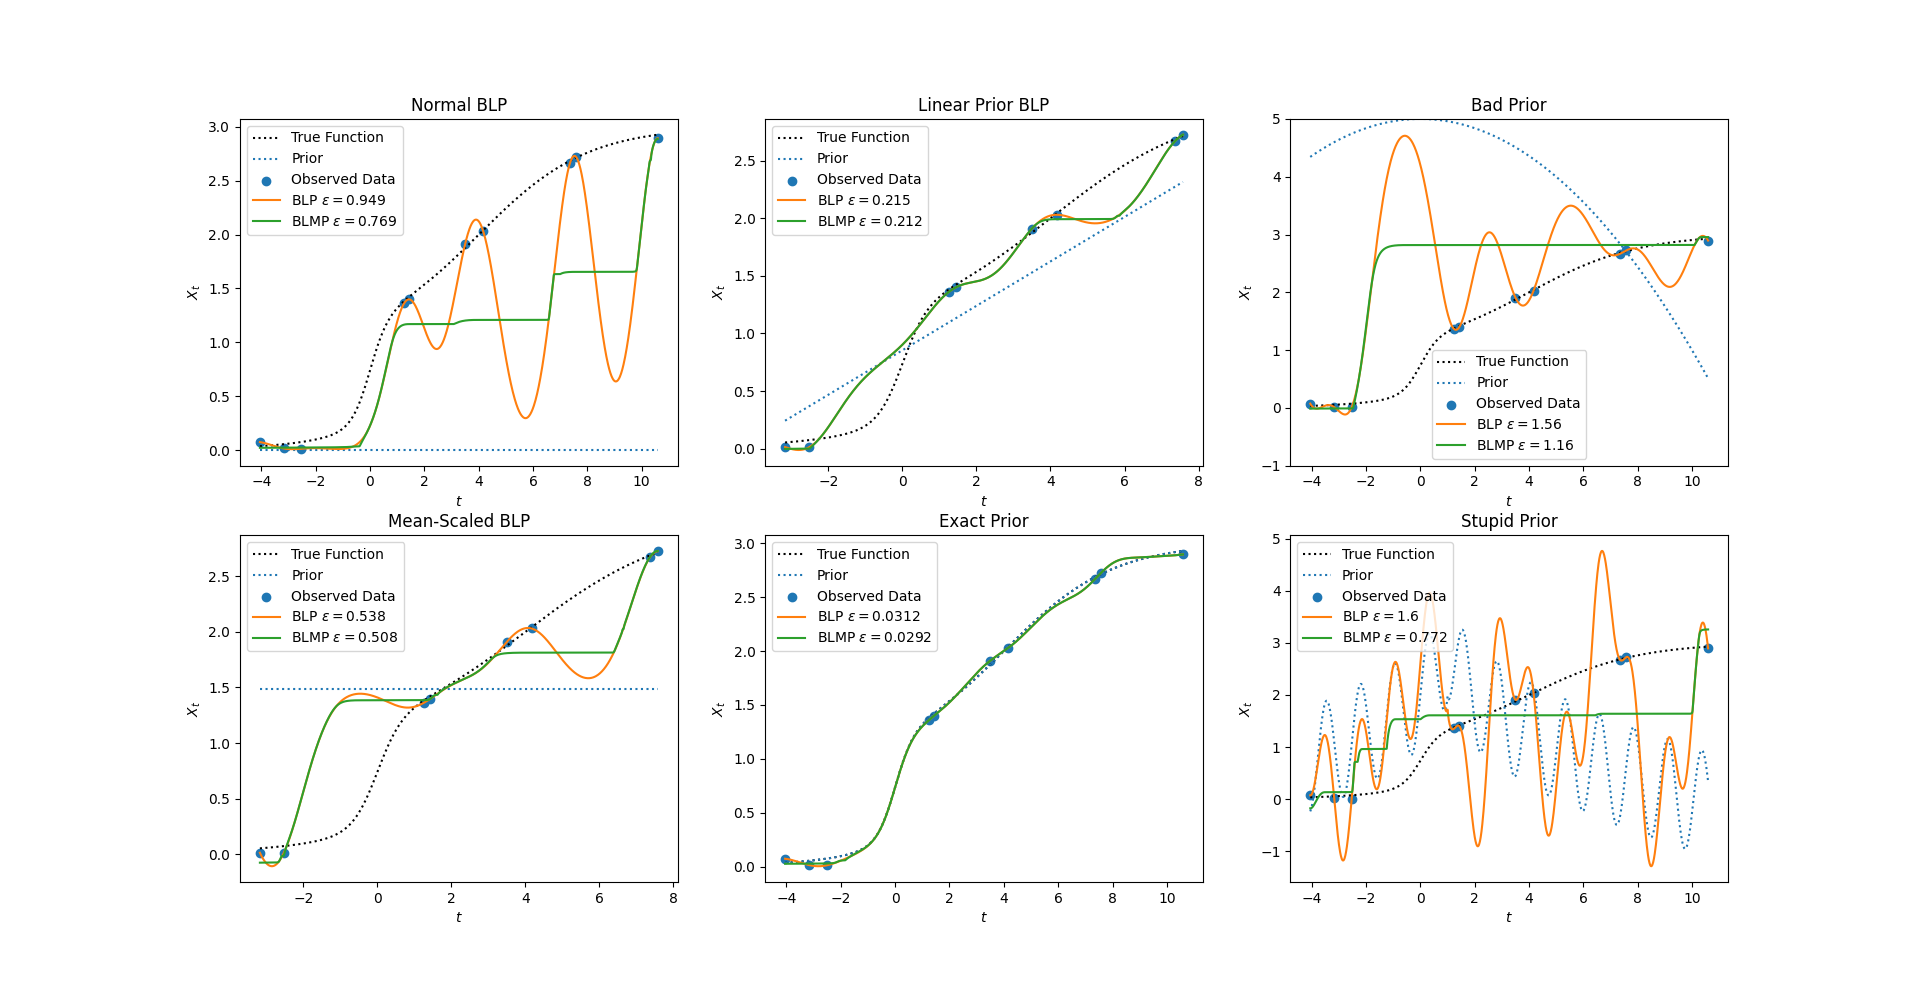 Normal BLP
True Function
Prior
Observed Data
BLP ε = 0.949
BLMP ε = 0.769
3.0
2.5
2.0
1.5
1.0
0.5
0.0
X_t
−4 −2 0 2 4 6 8 10
t
Linear Prior BLP
True Function
Prior
Observed Data
BLP ε = 0.215
BLMP ε = 0.212
2.5
2.0
1.5
1.0
0.5
0.0
X_t
−2 0 2 4 6 8
t
Bad Prior
5
4
3
2
1
0
−1
X_t
True Function
Prior
Observed Data
BLP ε = 1.56
BLMP ε = 1.16
−4 −2 0 2 4 6 8 10
t
Mean-Scaled BLP
True Function
Prior
Observed Data
BLP ε = 0.538
BLMP ε = 0.508
2.5
2.0
1.5
1.0
0.5
0.0
X_t
−2 0 2 4 6 8
t
Exact Prior
True Function
Prior
Observed Data
BLP ε = 0.0312
BLMP ε = 0.0292
3.0
2.5
2.0
1.5
1.0
0.5
0.0
X_t
−4 −2 0 2 4 6 8 10
t
Stupid Prior
True Function
Prior
Observed Data
BLP ε = 1.6
BLMP ε = 0.772
5
4
3
2
1
0
−1
X_t
−4 −2 0 2 4 6 8 10
t